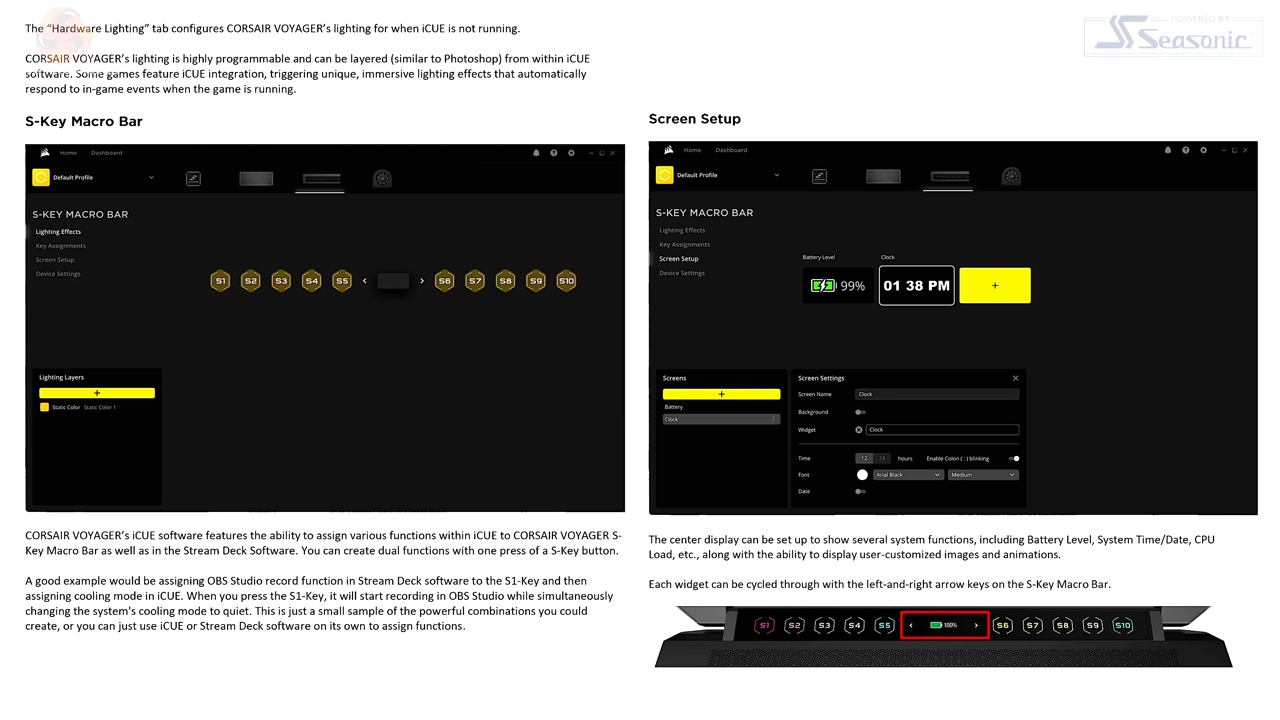 The “Hardware Lighting” tab configures CORSAIR VOYAGER’s lighting for when iCUE is not running.
CORSAIR VOYAGER’s lighting is highly programmable and can be layered (similar to Photoshop) from within iCUE
software. Some games feature iCUE integration, triggering unique, immersive lighting effects that automatically
respond to in-game events when the game is running.
POWERED BY
Seasonic
S-Key Macro Bar
Home Dashboard
Default Profile
S-KEY MACRO BAR
Lighting Effects
Key Assignments
Screen Setup
Device Settings
S1 S2 S3 S4 S5 < > S6 S7 S8 S9 S10
Lighting Layers
+
Static Color Static Color 1
CORSAIR VOYAGER’s iCUE software features the ability to assign various functions within iCUE to CORSAIR VOYAGER S-
Key Macro Bar as well as in the Stream Deck Software. You can create dual functions with one press of a S-Key button.
A good example would be assigning OBS Studio record function in Stream Deck software to the S1-Key and then
assigning cooling mode in iCUE. When you press the S1-Key, it will start recording in OBS Studio while simultaneously
changing the system's cooling mode to quiet. This is just a small sample of the powerful combinations you could
create, or you can just use iCUE or Stream Deck software on its own to assign functions.
Screen Setup
Home Dashboard
Default Profile
S-KEY MACRO BAR
Lighting Effects
Key Assignments
Screen Setup
Device Settings
Battery Level Clock
99% 01 38 PM +
Screens
+
Battery
Clock
Screen Settings
Screen Name Clock
Background
Widget Clock
Time 12 24 hours Enable Colon ( : ) blinking
Font Arial Black Medium
Date
The center display can be set up to show several system functions, including Battery Level, System Time/Date, CPU
Load, etc., along with the ability to display user-customized images and animations.
Each widget can be cycled through with the left-and-right arrow keys on the S-Key Macro Bar.
S1 S2 S3 S4 S5 < 100% > S6 S7 S8 S9 S10